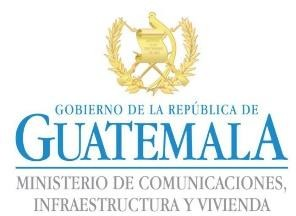 GOBIERNO DE LA REPÚBLICA DE
GUATEMALA
MINISTERIO DE COMUNICACIONES,
INFRAESTRUCTURA Y VIVIENDA